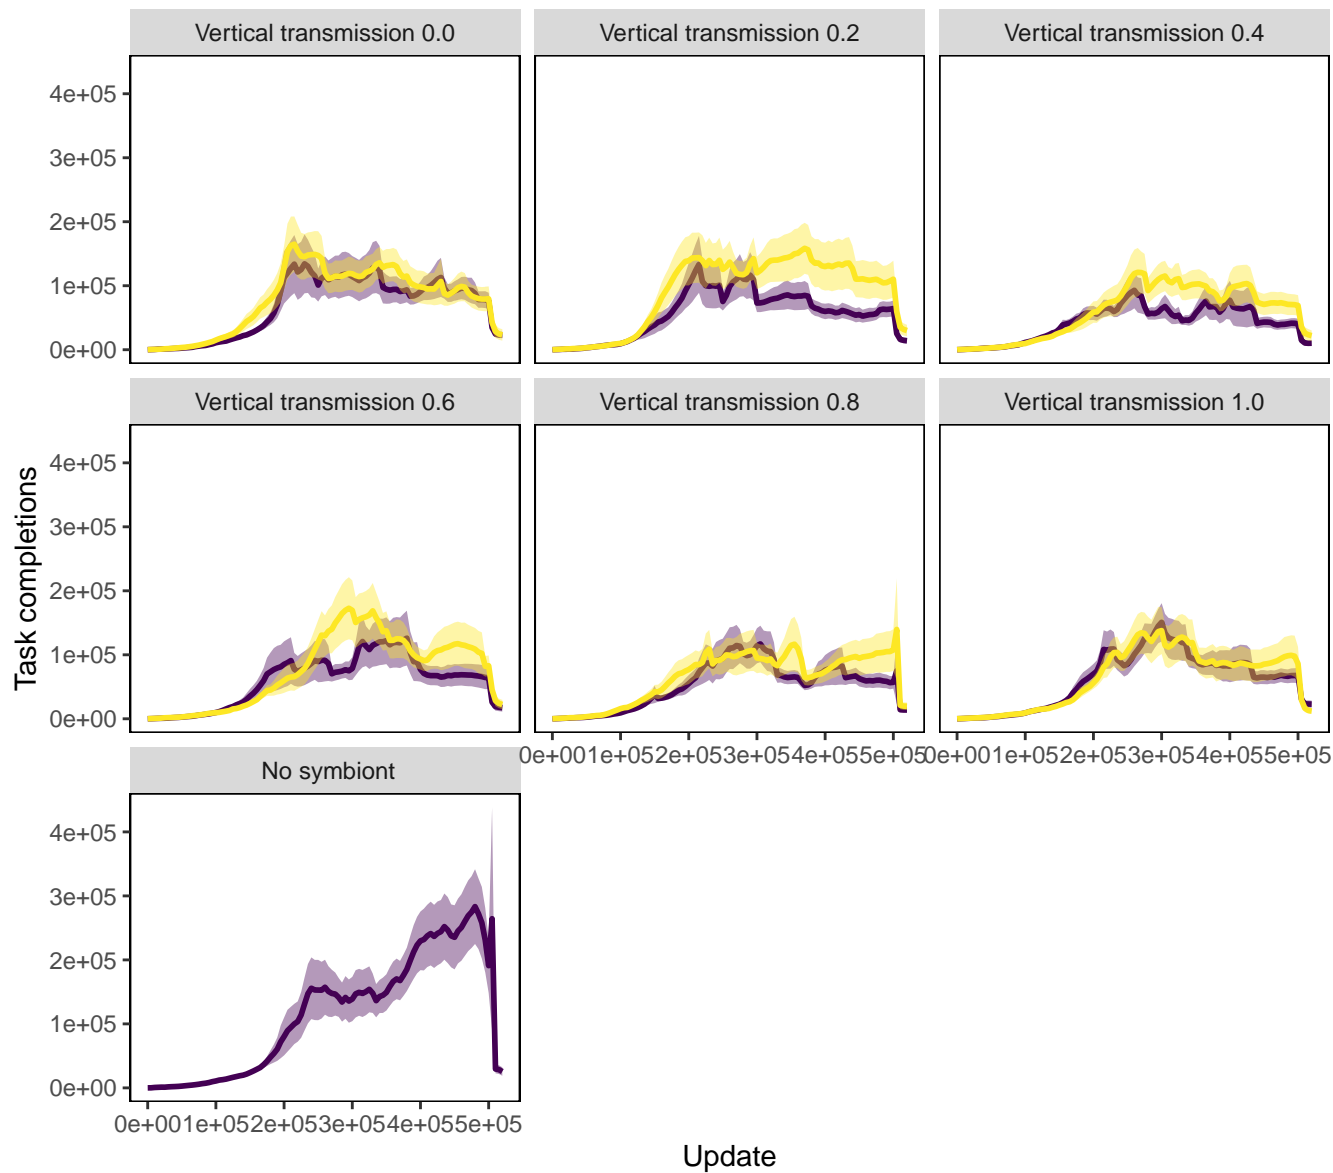 Vertical transmission 0.0
Vertical transmission 0.2
Vertical transmission 0.4
4e+05
3e+05
2e+05
1e+05
0e+00
Vertical transmission 0.6
Vertical transmission 0.8
Vertical transmission 1.0
4e+05
3e+05
2e+05
1e+05
0e+00
Task completions
0e+001e+052e+053e+054e+055e+05
0e+001e+052e+053e+054e+055e+05
No symbiont
4e+05
3e+05
2e+05
1e+05
0e+00
0e+001e+052e+053e+054e+055e+05
Update